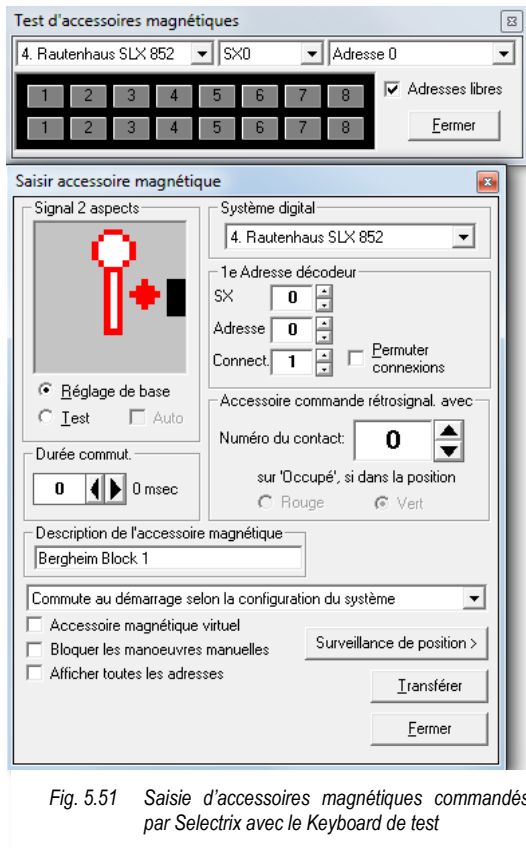 Test d'accessoires magnétiques
4. Rautenhaus SLX 852 SX0 Adresse 0
1 2 3 4 5 6 7 8
Adresses libres
1 2 3 4 5 6 7 8
Fermer
Saisir accessoire magnétique
Signal 2 aspects
Système digital
4. Rautenhaus SLX 852
1e Adresse décodeur
SX 0
Adresse 0
Connect. 1
Permuter
connexions
Réglage de base
Test Auto
Accessoire commande rétrosignal. avec
Numéro du contact: 0
sur 'Occupé', si dans la position
Rouge Vert
Durée commut.
0 0 msec
Description de l'accessoire magnétique
Bergheim Block 1
Commute au démarrage selon la configuration du système
Accessoire magnétique virtuel
Bloquer les manoeuvres manuelles
Afficher toutes les adresses
Surveillance de position >
Transférer
Fermer
Fig. 5.51 Saisie d'accessoires magnétiques commandés
par Selectrix avec le Keyboard de test